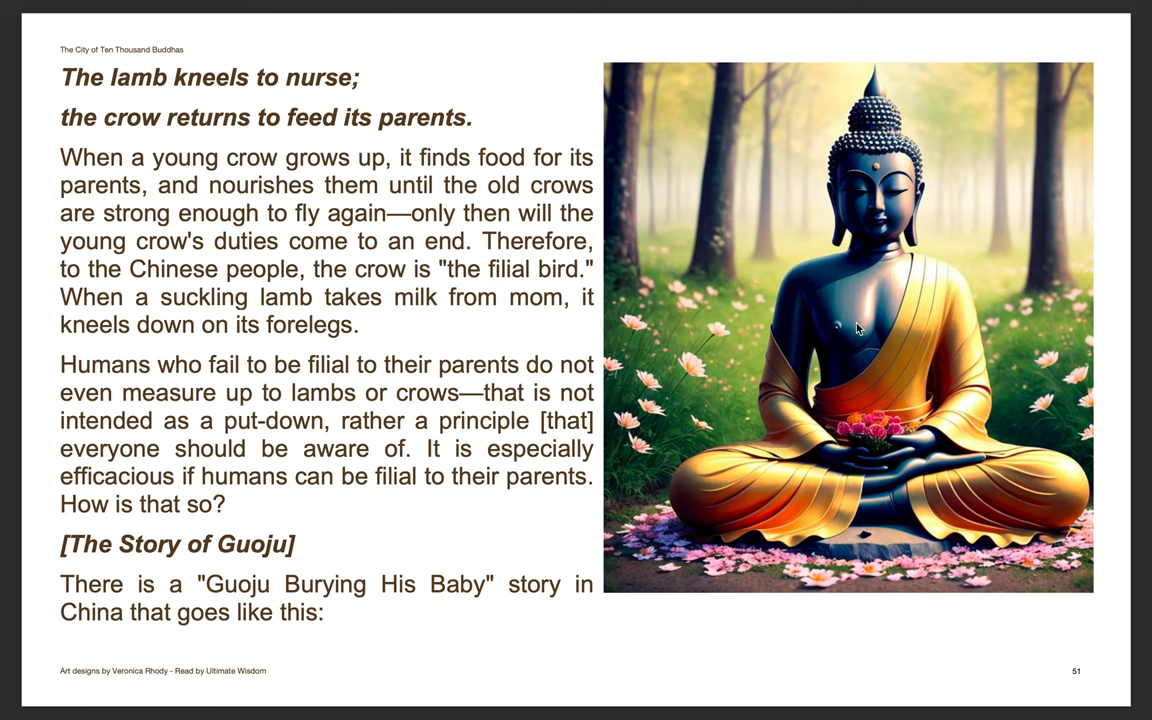 The City of Ten Thousand Buddhas
The lamb kneels to nurse;
the crow returns to feed its parents.
When a young crow grows up, it finds food for its
parents, and nourishes them until the old crows
are strong enough to fly again—only then will the
young crow's duties come to an end. Therefore,
to the Chinese people, the crow is "the filial bird."
When a suckling lamb takes milk from mom, it
kneels down on its forelegs.
Humans who fail to be filial to their parents do not
even measure up to lambs or crows—that is not
intended as a put-down, rather a principle [that]
everyone should be aware of. It is especially
efficacious if humans can be filial to their parents.
How is that so?
[The Story of Guoju]
There is a "Guoju Burying His Baby" story in
China that goes like this:
Art designs by Veronica Rhody - Read by Ultimate Wisdom
51